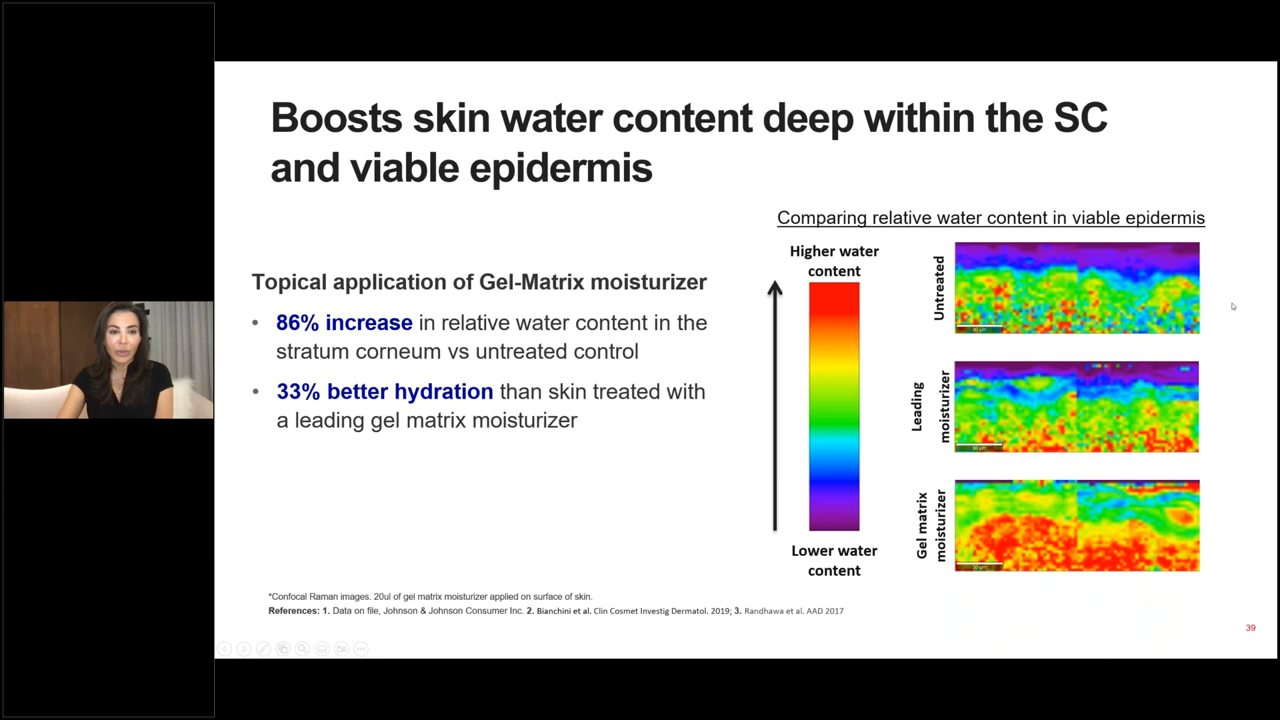 Boosts skin water content deep within the SC
and viable epidermis
Comparing relative water content in viable epidermis
Topical application of Gel-Matrix moisturizer
• 86% increase in relative water content in the
stratum corneum vs untreated control
• 33% better hydration than skin treated with
a leading gel matrix moisturizer
Higher water
content
Lower water
content
Untreated
Leading
moisturizer
Gel matrix
moisturizer
*Confocal Raman images. 20ul of gel matrix moisturizer applied on surface of skin.
References: 1. Data on file, Johnson & Johnson Consumer Inc. 2. Bianchini et al. Clin Cosmet Investig Dermatol. 2019; 3. Randhawa et al. AAD 2017
39